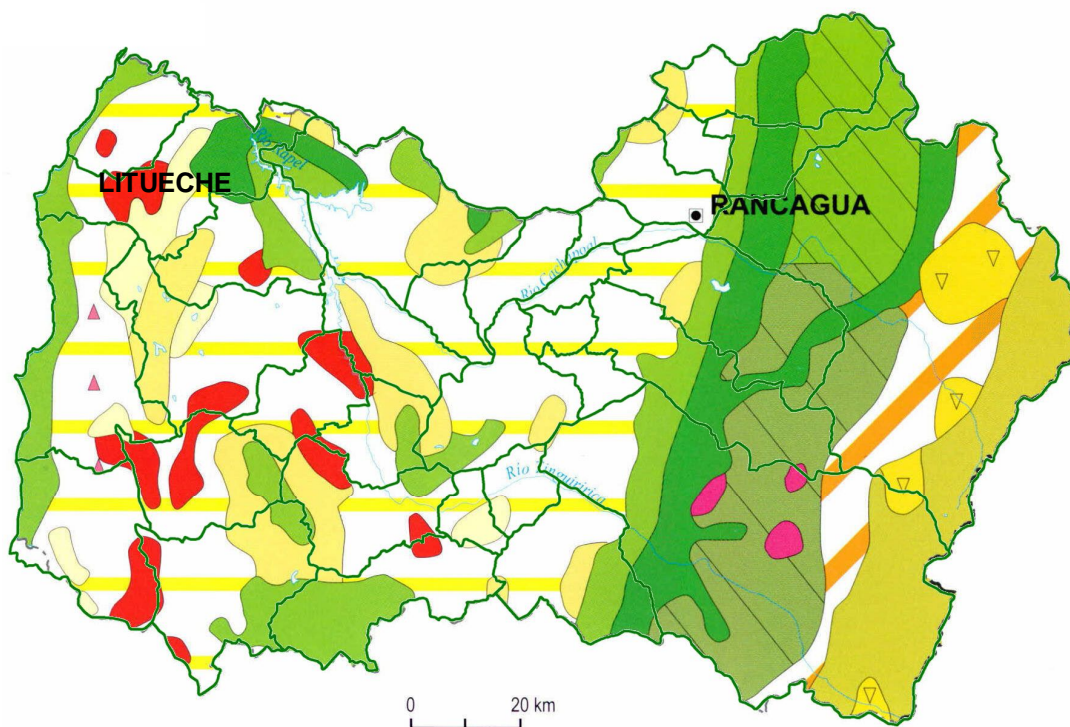 Río Rapel
LITUECHE
RANCAGUA
Río Cachapoal
Río Tinguiririca
0 20 km